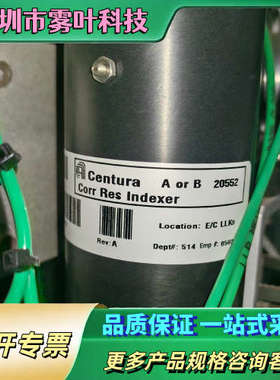 圳市雾叶科技
Centura A or B 20552
Corr Res Indexer
Location: E/C LLKs
Rev: A
Dept#: 514 Emp #:
品质保证 一站式采
开专票
更多产品规格咨询客